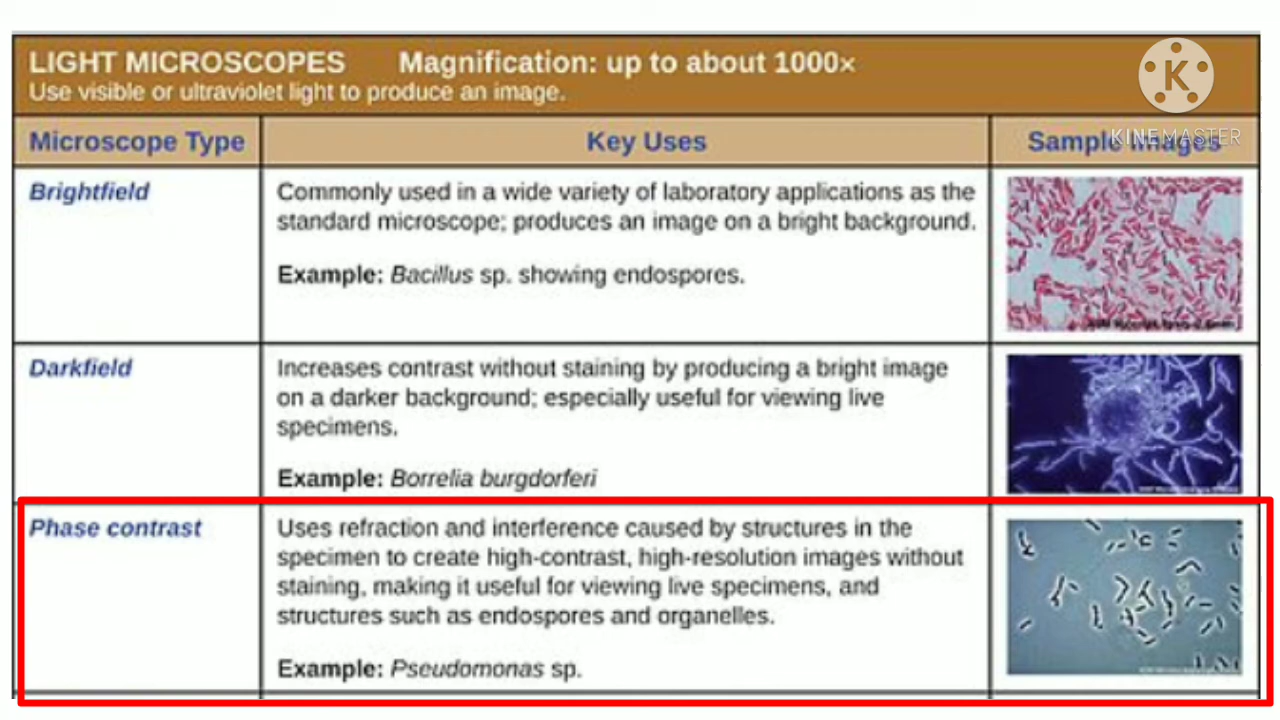 LIGHT MICROSCOPES Magnification: up to about 1000×
Use visible or ultraviolet light to produce an image.
Microscope Type Key Uses Sample Images
KINEMASTER
Brightfield
Commonly used in a wide variety of laboratory applications as the
standard microscope; produces an image on a bright background.
Example: Bacillus sp. showing endospores.
Darkfield
Increases contrast without staining by producing a bright image
on a darker background; especially useful for viewing live
specimens.
Example: Borrelia burgdorferi
Phase contrast
Uses refraction and interference caused by structures in the
specimen to create high-contrast, high-resolution images without
staining, making it useful for viewing live specimens, and
structures such as endospores and organelles.
Example: Pseudomonas sp.